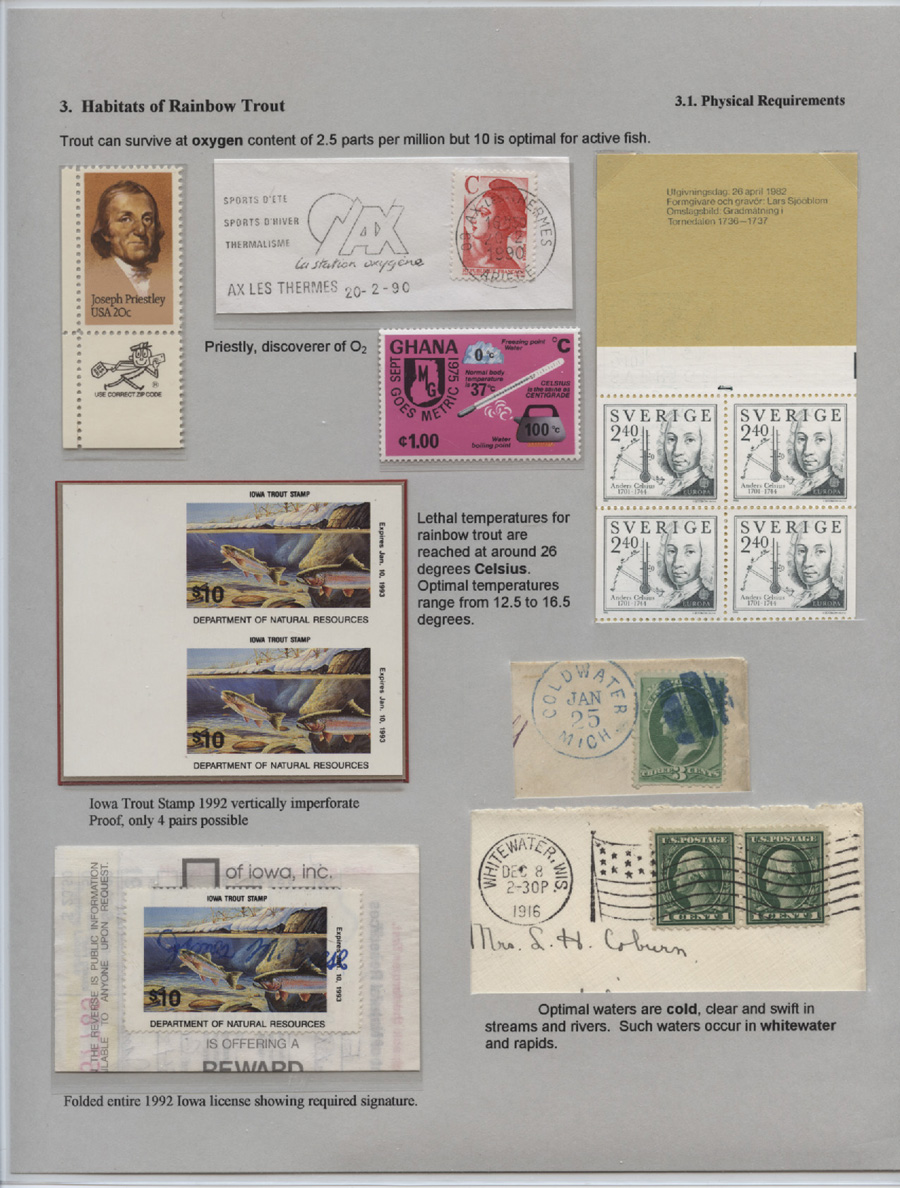 3. Habitats of Rainbow Trout
3.1. Physical Requirements
Trout can survive at oxygen content of 2.5 parts per million but 10 is optimal for active fish.
Joseph Priestley
USA 20c
®
USE CORRECT ZIP CODE
SPORTS D'ÉTÉ
SPORTS D'HIVER
THERMALISME
AX
la station oxygène
AX LES THERMES 20-2-90
C
AX LES THERMES
1990
ARIEGE
Utgivningsdag: 26 april 1982
Formgivare och gravör: Lars Sjööblom
Omslagsbild: Gradmätning i
Tornedalen 1736–1737
Priestly, discoverer of O2
GHANA
SEPT
1975
GOES METRIC
MG
¢1.00
Freezing point
Water
0°C
°C
Normal body
temperature
is 37°C
CELSIUS
is the same as
CENTIGRADE
Water
boiling point
100°C
SVERIGE
2 40
Anders Celsius
1701-1744
EUROPA
SVERIGE
2 40
Anders Celsius
1701-1744
EUROPA
SVERIGE
2 40
Anders Celsius
1701-1744
EUROPA
SVERIGE
2 40
Anders Celsius
1701-1744
EUROPA
IOWA TROUT STAMP
Expires Jan. 10, 1993
$10
DEPARTMENT OF NATURAL RESOURCES
IOWA TROUT STAMP
Expires Jan. 10, 1993
$10
DEPARTMENT OF NATURAL RESOURCES
Lethal temperatures for
rainbow trout are
reached at around 26
degrees Celsius.
Optimal temperatures
range from 12.5 to 16.5
degrees.
COLDWATER
JAN
25
MICH.
THREE 3 CENTS
Iowa Trout Stamp 1992 vertically imperforate
Proof, only 4 pairs possible
WHITEWATER, WIS.
DEC 8
2-30P
1916
U.S. POSTAGE
1 CENT 1
U.S. POSTAGE
1 CENT 1
Mrs. L. H. Coburn
THE REVERSE IS PUBLIC INFORMATION
ILABLE TO ANYONE UPON REQUEST.
of iowa, inc.
IOWA TROUT STAMP
Expires Jan. 10, 1993
$10
DEPARTMENT OF NATURAL RESOURCES
IS OFFERING A
REWARD
Optimal waters are cold, clear and swift in
streams and rivers. Such waters occur in whitewater
and rapids.
Folded entire 1992 Iowa license showing required signature.